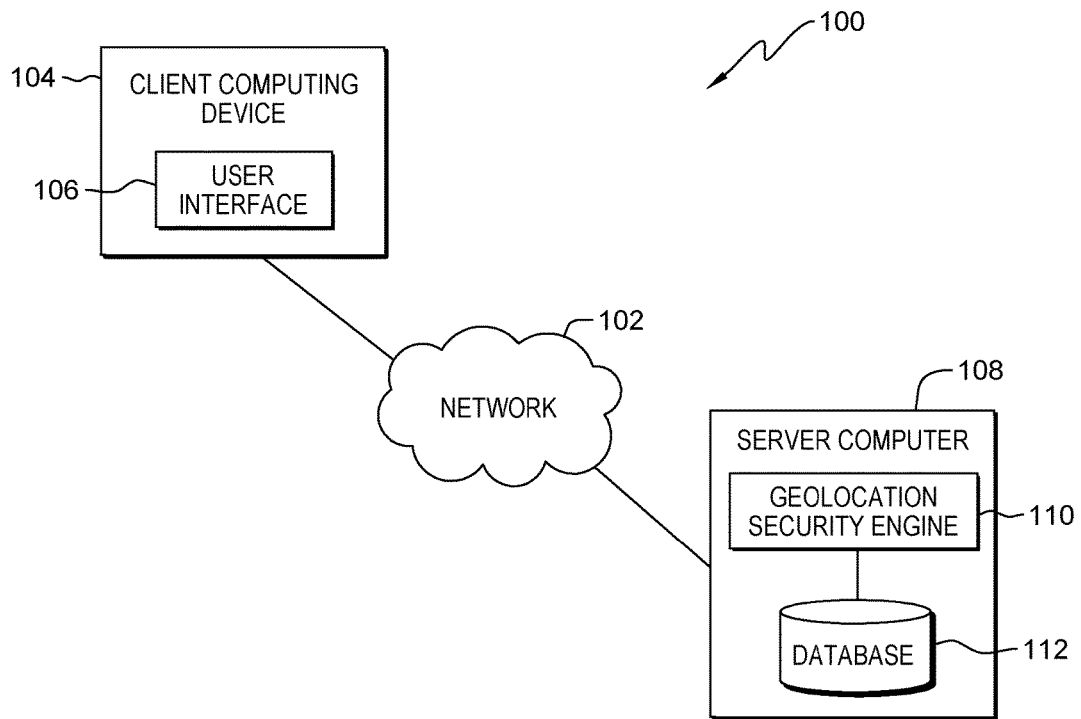 100
104
CLIENT COMPUTING
DEVICE
106
USER
INTERFACE
102
NETWORK
108
SERVER COMPUTER
GEOLOCATION
SECURITY ENGINE
110
DATABASE
112